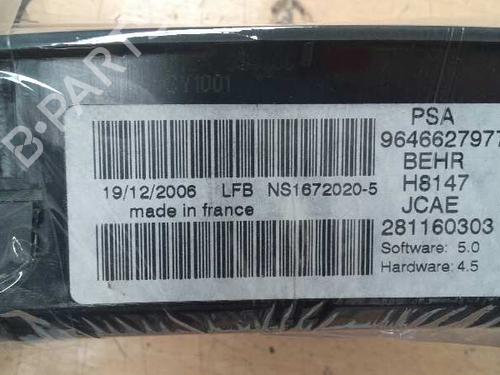 B-PARTS
CY1001
19/12/2006 LFB NS1672020-5
made in france
PSA
9646627977
BEHR
H8147
JCAE
281160303
Software: 5.0
Hardware: 4.5